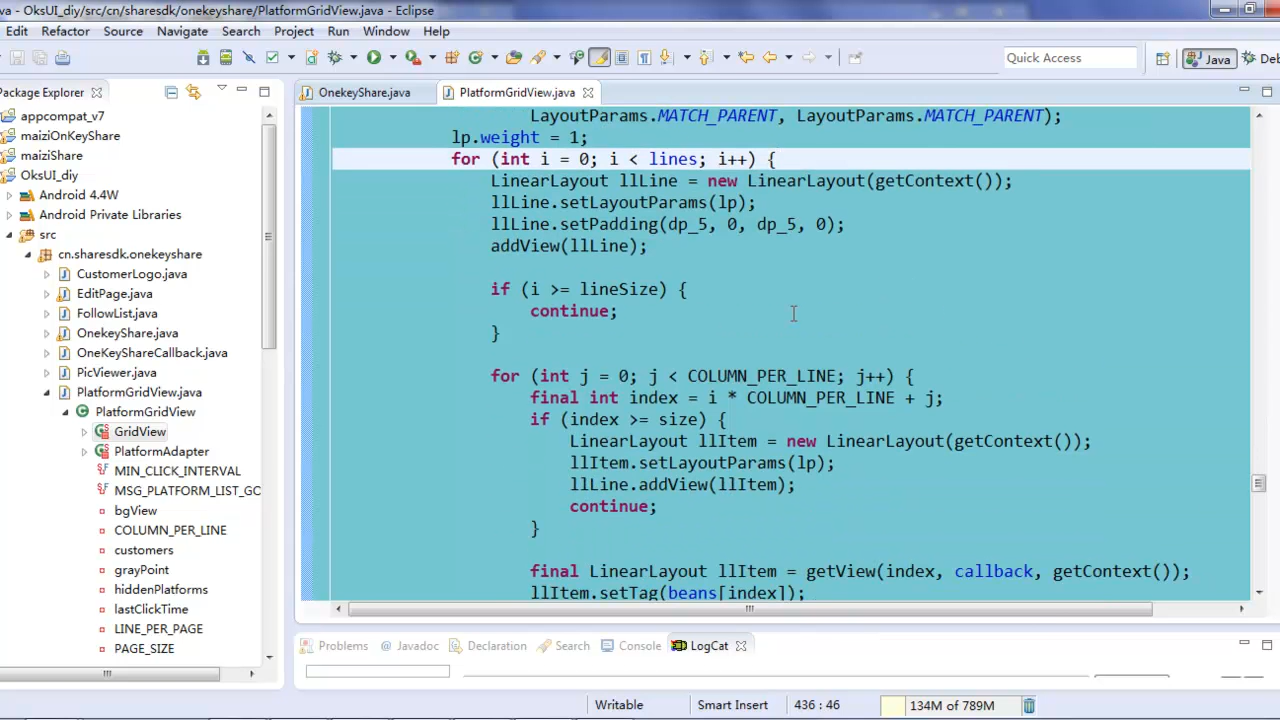 ava - OksUI_diy/src/cn/sharesdk/onekeyshare/PlatformGridView.java - Eclipse
Edit Refactor Source Navigate Search Project Run Window Help
Quick Access Java Deb
Package Explorer OnekeyShare.java PlatformGridView.java
appcompat_v7
maiziOnKeyShare
maiziShare
OksUI_diy
Android 4.4W
Android Private Libraries
src
cn.sharesdk.onekeyshare
CustomerLogo.java
EditPage.java
FollowList.java
OnekeyShare.java
OneKeyShareCallback.java
PicViewer.java
PlatformGridView.java
PlatformGridView
GridView
PlatformAdapter
MIN_CLICK_INTERVAL
MSG_PLATFORM_LIST_GO
bgView
COLUMN_PER_LINE
customers
grayPoint
hiddenPlatforms
lastClickTime
LINE_PER_PAGE
PAGE_SIZE
LayoutParams.MATCH_PARENT, LayoutParams.MATCH_PARENT);
lp.weight = 1;
for (int i = 0; i < lines; i++) {
LinearLayout llLine = new LinearLayout(getContext());
llLine.setLayoutParams(lp);
llLine.setPadding(dp_5, 0, dp_5, 0);
addView(llLine);
if (i >= lineSize) {
continue;
}
for (int j = 0; j < COLUMN_PER_LINE; j++) {
final int index = i * COLUMN_PER_LINE + j;
if (index >= size) {
LinearLayout llItem = new LinearLayout(getContext());
llItem.setLayoutParams(lp);
llLine.addView(llItem);
continue;
}
final LinearLayout llItem = getView(index, callback, getContext());
llItem.setTag(beans[index]);
Problems @ Javadoc Declaration Search Console LogCat
Writable Smart Insert 436 : 46 134M of 789M